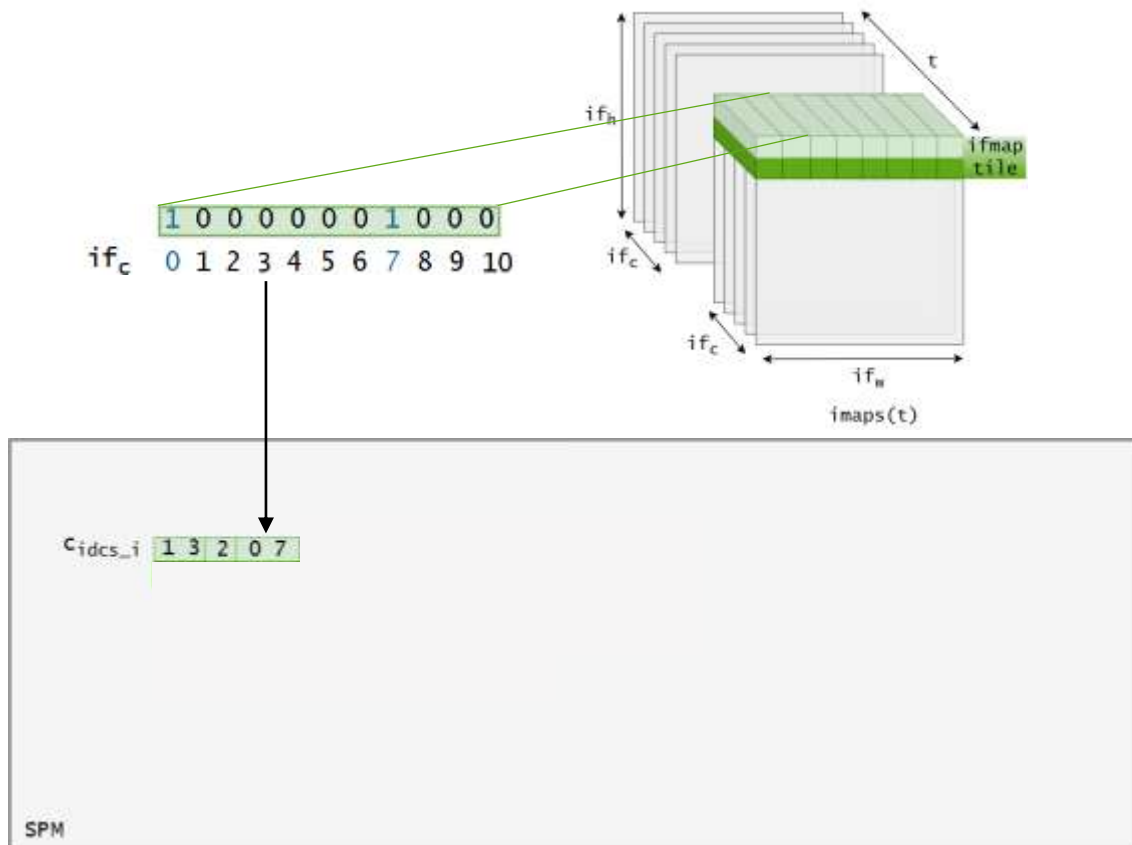 t
if_h
ifmap
tile
1 0 0 0 0 0 0 1 0 0 0
if_c 0 1 2 3 4 5 6 7 8 9 10
if_c
if_c
if_w
imaps(t)
c_idcs_i 1 3 2 0 7
SPM